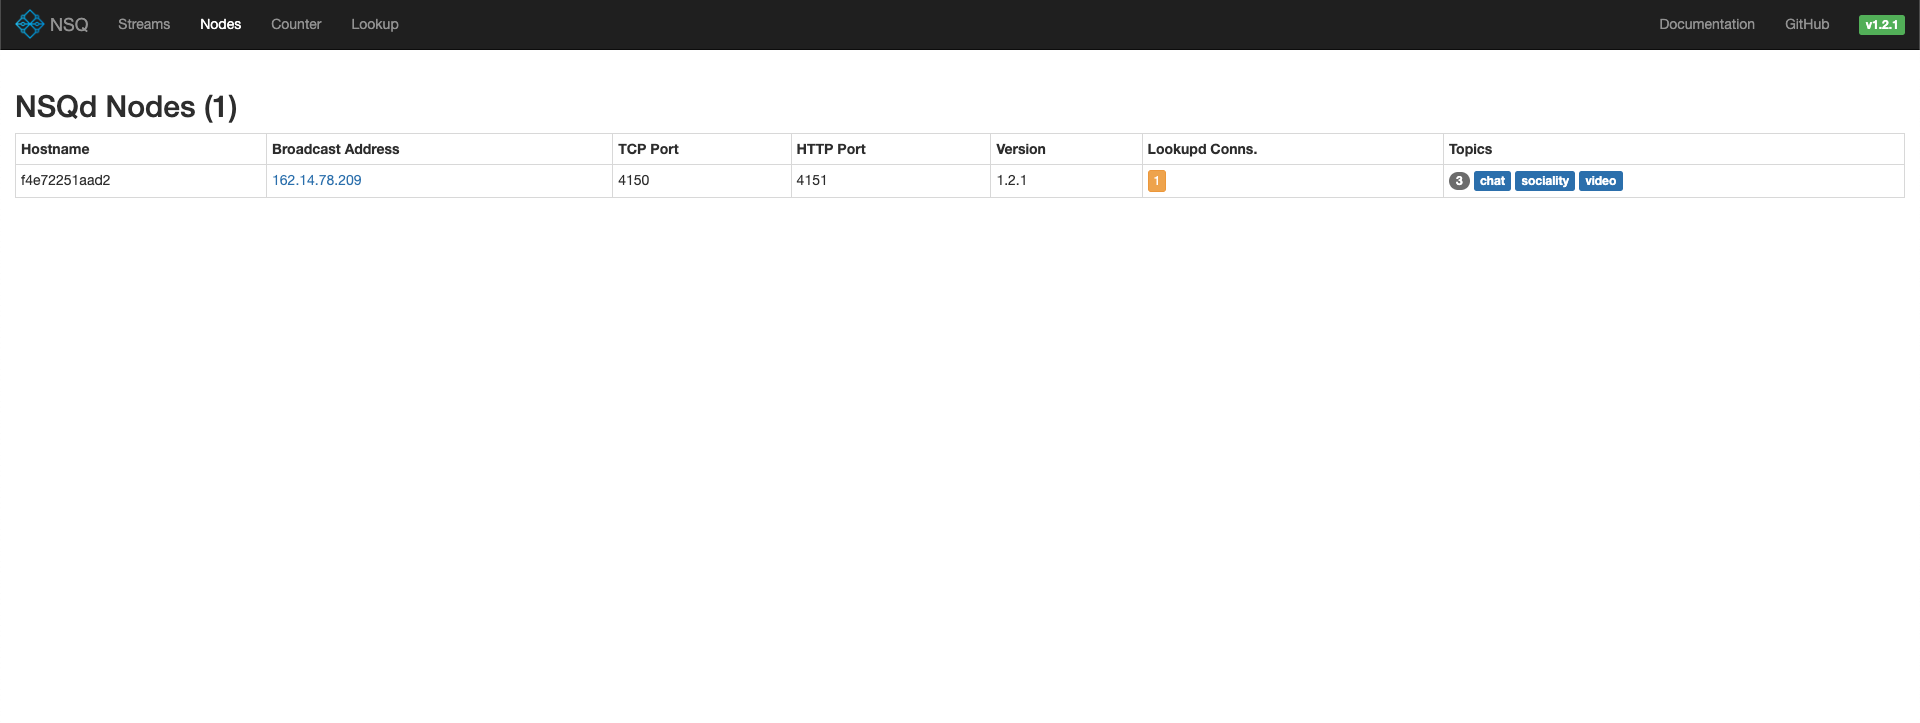 NSQ Streams Nodes Counter Lookup Documentation GitHub v1.2.1
NSQd Nodes (1)
Hostname Broadcast Address TCP Port HTTP Port Version Lookupd Conns. Topics
f4e72251aad2 162.14.78.209 4150 4151 1.2.1 1 3 chat sociality video